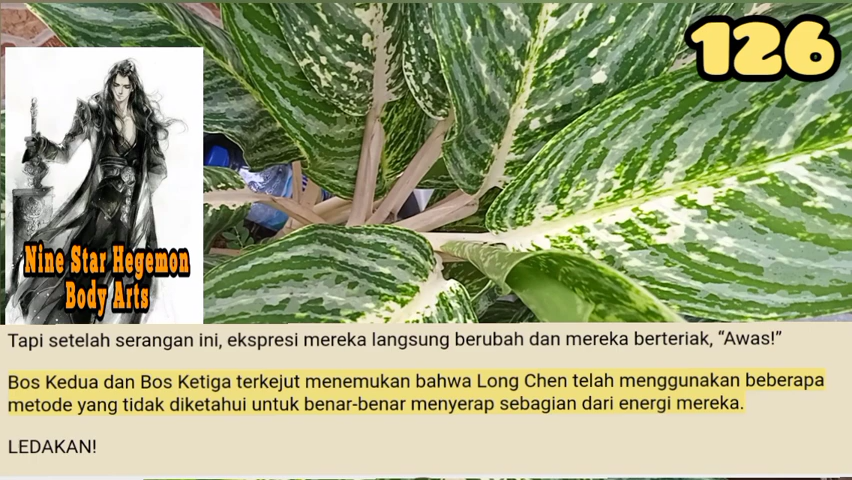 126
Nine Star Hegemon
Body Arts
Tapi setelah serangan ini, ekspresi mereka langsung berubah dan mereka berteriak, “Awas!”
Bos Kedua dan Bos Ketiga terkejut menemukan bahwa Long Chen telah menggunakan beberapa
metode yang tidak diketahui untuk benar-benar menyerap sebagian dari energi mereka.
LEDAKAN!